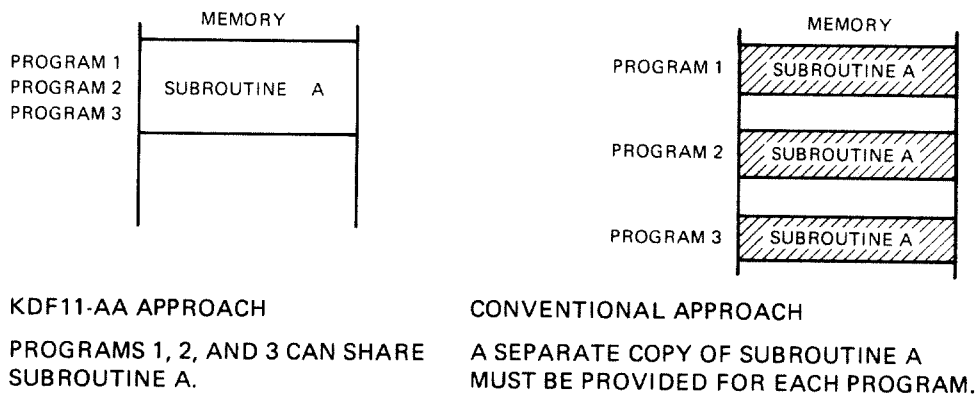 MEMORY
PROGRAM 1
PROGRAM 2
PROGRAM 3
SUBROUTINE A
KDF11-AA APPROACH
PROGRAMS 1, 2, AND 3 CAN SHARE
SUBROUTINE A.
MEMORY
PROGRAM 1
SUBROUTINE A
PROGRAM 2
SUBROUTINE A
PROGRAM 3
SUBROUTINE A
CONVENTIONAL APPROACH
A SEPARATE COPY OF SUBROUTINE A
MUST BE PROVIDED FOR EACH PROGRAM.